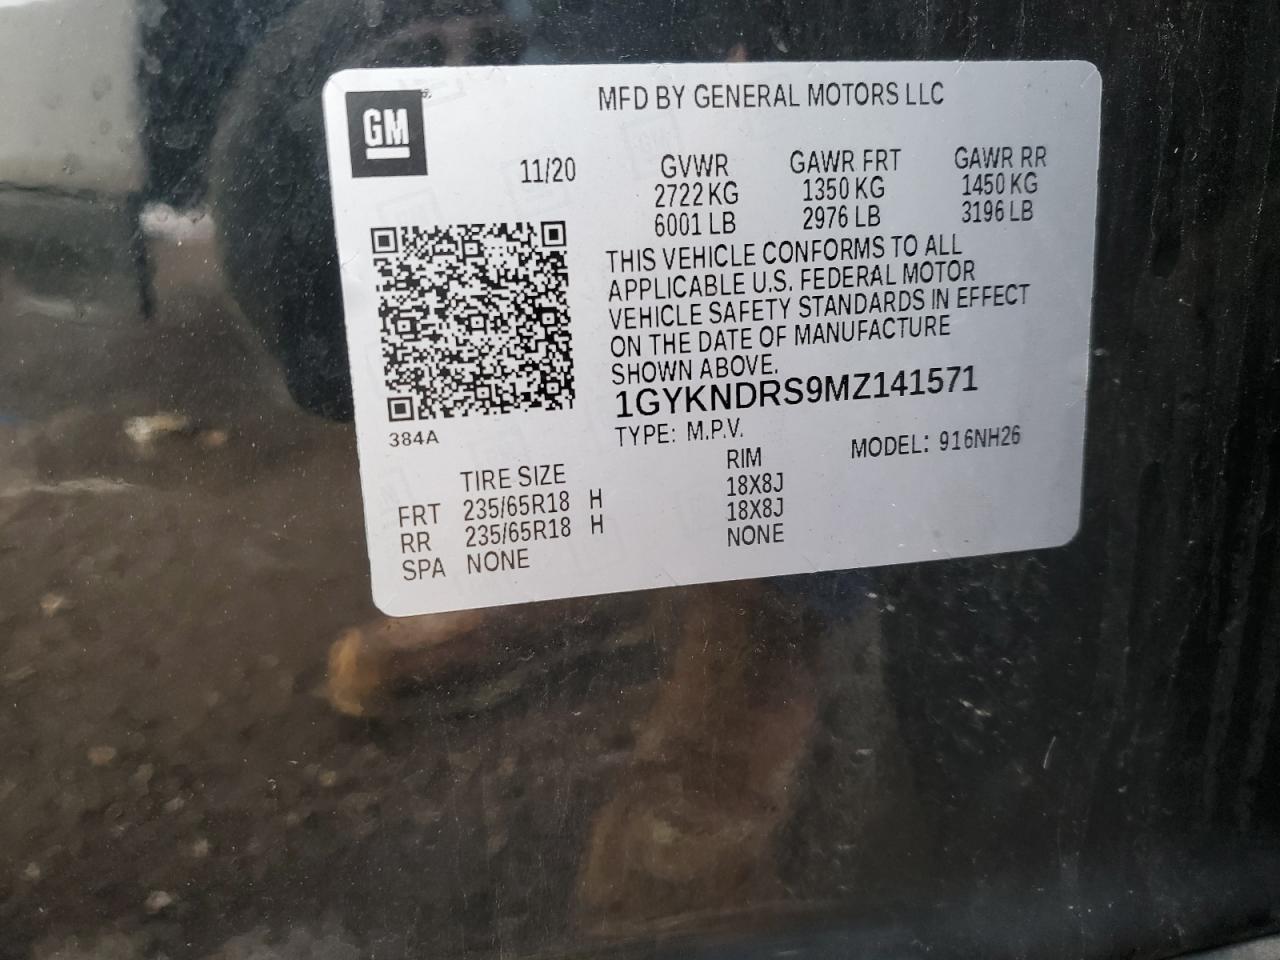 GM
MFD BY GENERAL MOTORS LLC
11/20
GVWR GAWR FRT GAWR RR
2722 KG 1350 KG 1450 KG
6001 LB 2976 LB 3196 LB
THIS VEHICLE CONFORMS TO ALL
APPLICABLE U.S. FEDERAL MOTOR
VEHICLE SAFETY STANDARDS IN EFFECT
ON THE DATE OF MANUFACTURE
SHOWN ABOVE.
1GYKNDRS9MZ141571
384A
TYPE: M.P.V. MODEL: 916NH26
TIRE SIZE RIM
FRT 235/65R18 H 18X8J
RR 235/65R18 H 18X8J
SPA NONE NONE